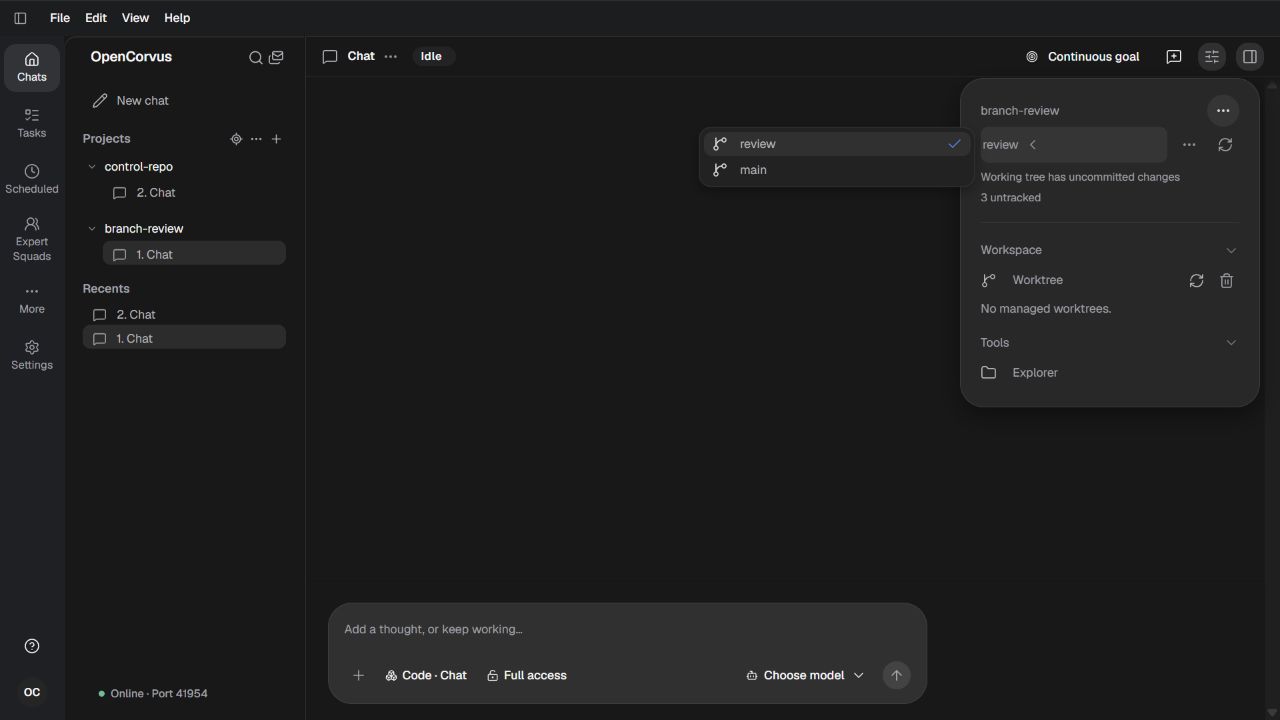 File Edit View Help
OpenCorvus
Chats
Tasks
Scheduled
Expert
Squads
More
Settings
OC
New chat
Projects
control-repo
2. Chat
branch-review
1. Chat
Recents
2. Chat
1. Chat
Online · Port 41954
Chat
Idle
Continuous goal
review
main
branch-review
review
Working tree has uncommitted changes
3 untracked
Workspace
Worktree
No managed worktrees.
Tools
Explorer
Add a thought, or keep working...
Code · Chat
Full access
Choose model